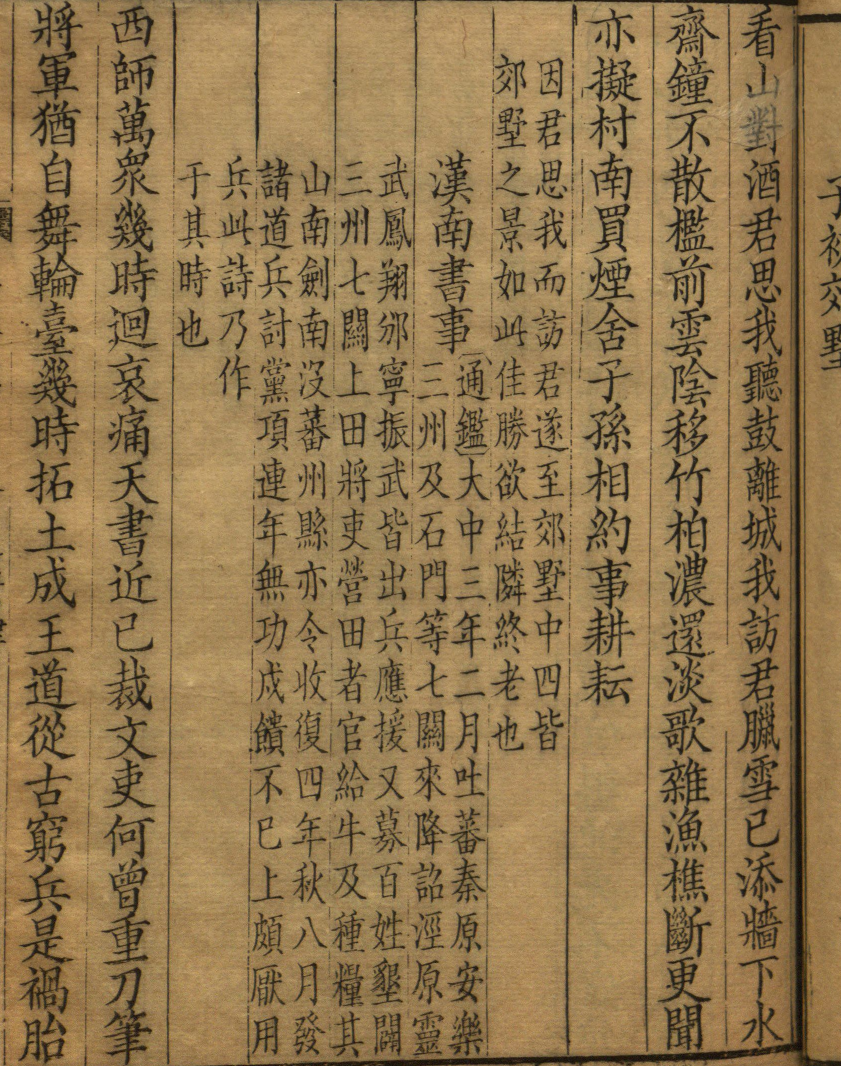 子初郊墅
看山對酒君思我聽鼓離城我訪君臘雪已添牆下水
齋鐘不散檻前雲陰移竹柏濃還淡歌雜漁樵斷更聞
亦擬村南買煙舍子孫相約事耕耘
因君思我而訪君遂至郊墅中四皆
郊墅之景如此佳勝欲結隣終老也
漢南書事
通鑑大中三年二月吐蕃秦原安樂
三州及石門等七關來降詔涇原靈
武鳳翔邠寧振武皆出兵應援又募百姓墾闢
三州七關上田將吏營田者官給牛及種糧其
山南劍南沒蕃州縣亦令收復四年秋八月發
諸道兵討黨項連年無功戍饋不已上頗厭用
兵此詩乃作
于其時也
西師萬衆幾時迴哀痛天書近已裁文吏何曾重刀筆
將軍猶自舞輪臺幾時拓土成王道從古窮兵是禍胎